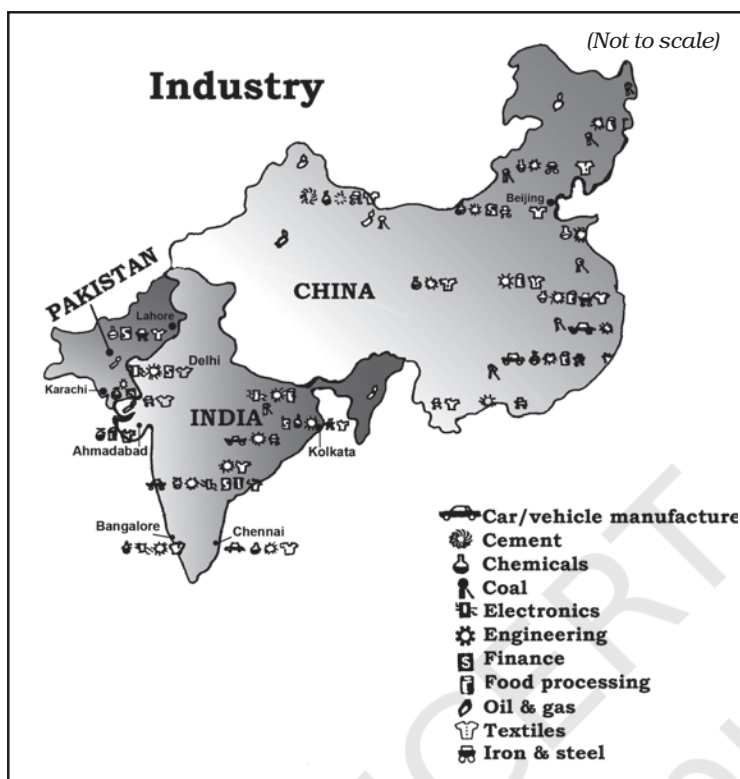 (Not to scale)
Industry
Beijing
PAKISTAN
CHINA
Lahore
Delhi
Karachi
INDIA
Ahmadabad
Kolkata
Bangalore
Chennai
Car/vehicle manufacture
Cement
Chemicals
Coal
Electronics
Engineering
Finance
Food processing
Oil & gas
Textiles
Iron & steel
NCERT